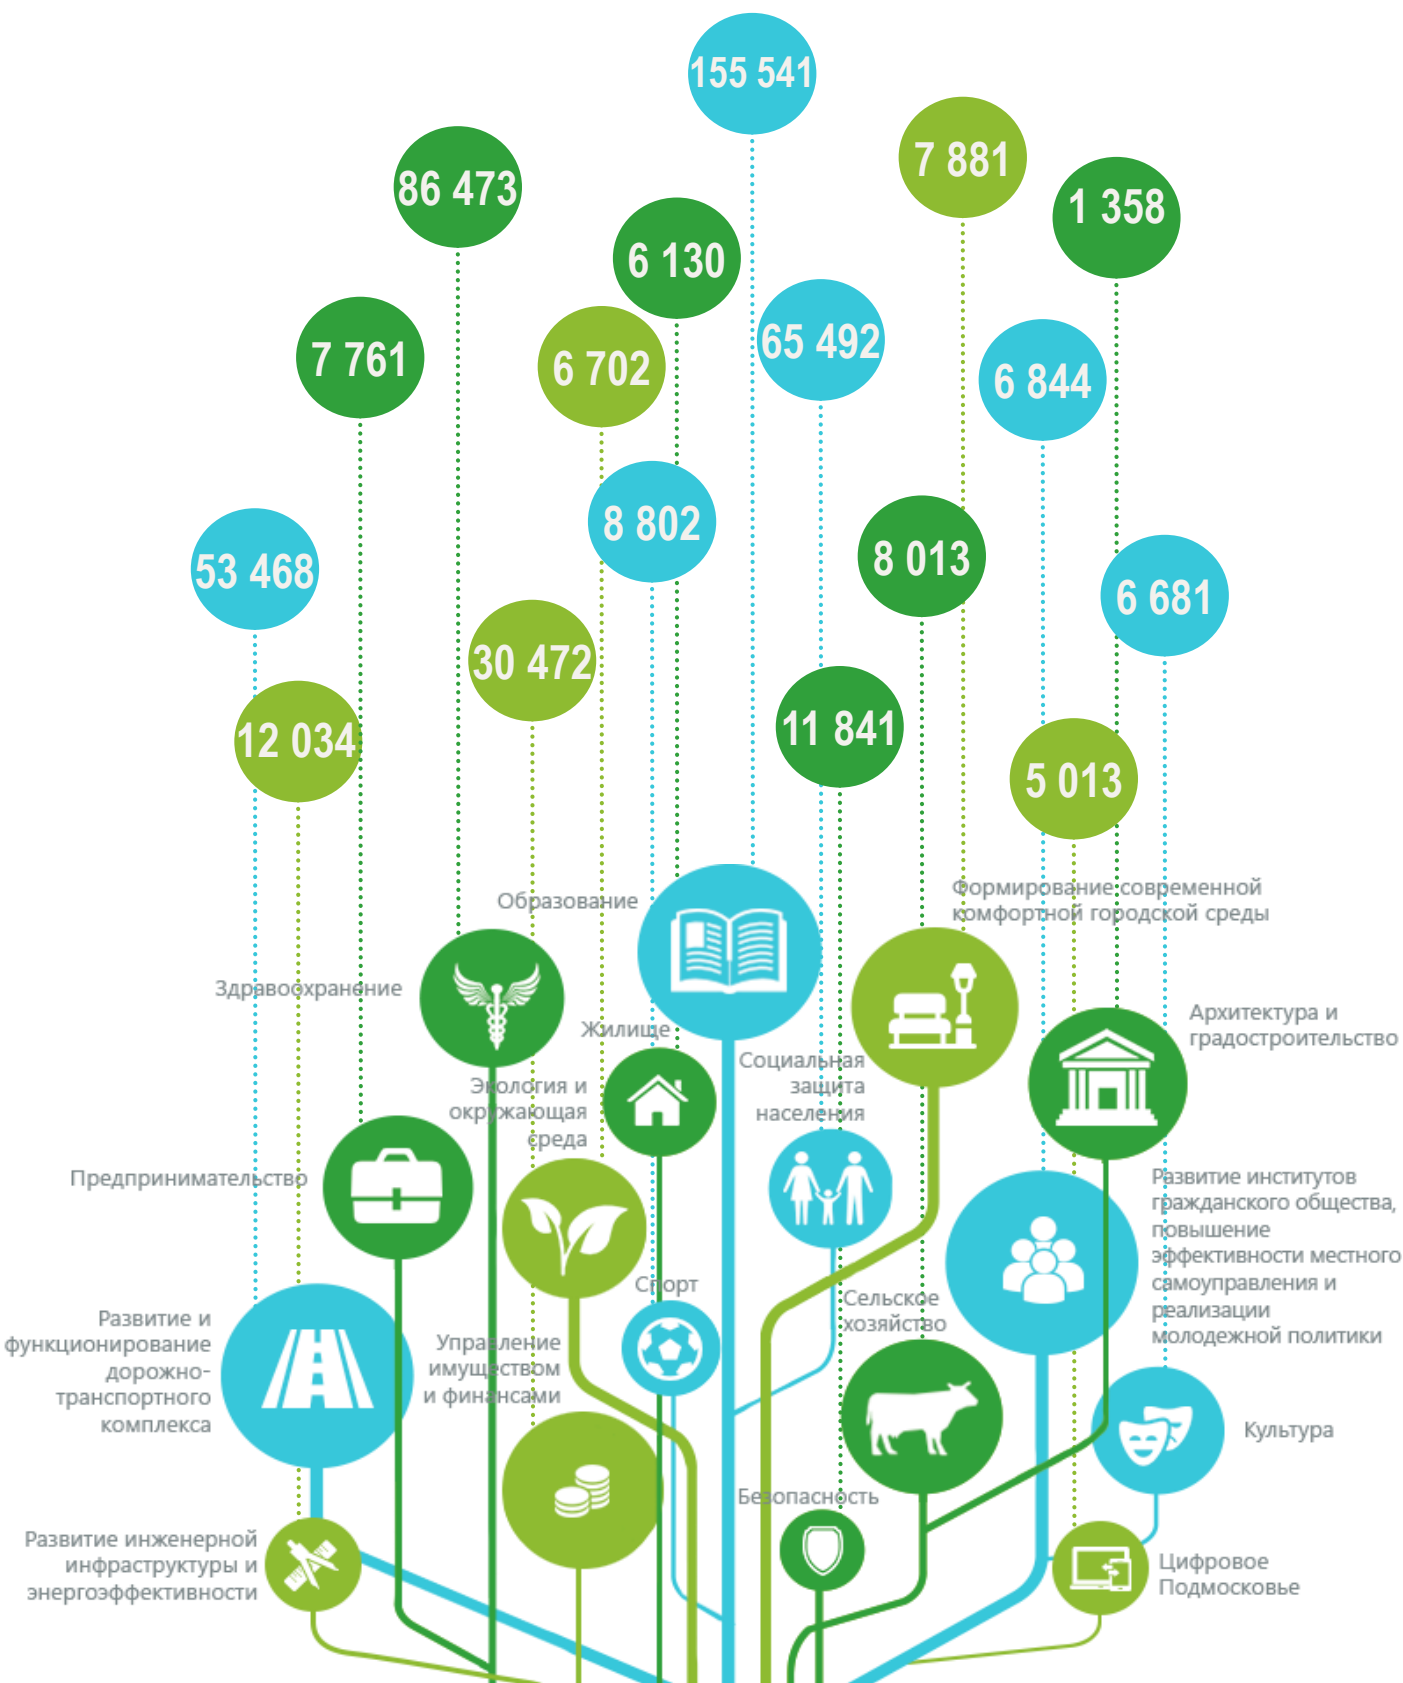 155 541
7 881
86 473
1 358
6 130
65 492
7 761
6 702
6 844
8 802
53 468
8 013
6 681
30 472
12 034
11 841
5 013
Образование
Формирование современной
комфортной городской среды
Здравоохранение
Жилище
Архитектура и
градостроительство
Социальная
защита
населения
Экология и
окружающая
среда
Предпринимательство
Развитие институтов
гражданского общества,
повышение
эффективности местного
самоуправления и
реализации
молодежной политики
Спорт
Сельское
хозяйство
Развитие и
функционирование
дорожно-
транспортного
комплекса
Управление
имуществом
и финансами
Культура
Безопасность
Развитие инженерной
инфраструктуры и
энергоэффективности
Цифровое
Подмосковье